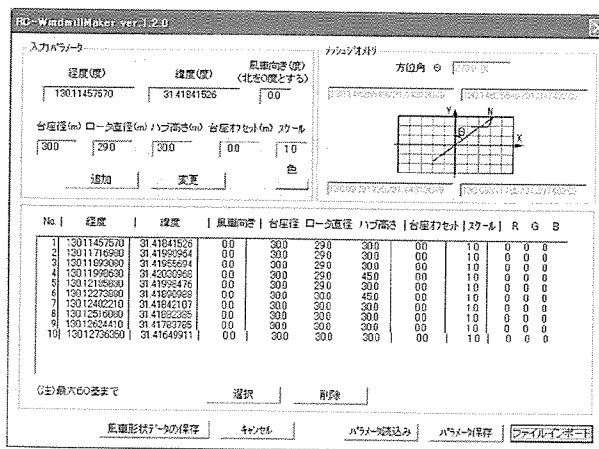 RC-WindmillMaker ver.1.2.0
入力パラメータ
経度(度) 緯度(度) 風車向き(度)
(北を0度とする)
130.11457570 31.41841526 0.0
台座径(m) ロータ直径(m) ハブ高さ(m) 台座オフセット(m) スケール
30.0 29.0 30.0 0.0 1.0
追加 変更 色
メッシュジオメトリ
方位角 Θ
Y N
Θ X
No. | 経度 | 緯度 | 風車向き | 台座径 | ロータ直径 | ハブ高さ | 台座オフセット | スケール | R G B
1 130.11457570 31.41841526 0.0 30.0 29.0 30.0 0.0 1.0 0 0 0
2 130.11716980 31.41990964 0.0 30.0 29.0 30.0 0.0 1.0 0 0 0
3 130.11893080 31.41955694 0.0 30.0 29.0 30.0 0.0 1.0 0 0 0
4 130.11998630 31.42030968 0.0 30.0 29.0 45.0 0.0 1.0 0 0 0
5 130.12185830 31.41998476 0.0 30.0 29.0 30.0 0.0 1.0 0 0 0
6 130.12273880 31.41890989 0.0 30.0 30.0 45.0 0.0 1.0 0 0 0
7 130.12402210 31.41842107 0.0 30.0 30.0 30.0 0.0 1.0 0 0 0
8 130.12516080 31.41882385 0.0 30.0 30.0 30.0 0.0 1.0 0 0 0
9 130.12624410 31.41783785 0.0 30.0 30.0 30.0 0.0 1.0 0 0 0
10 130.12736350 31.41649911 0.0 30.0 30.0 30.0 0.0 1.0 0 0 0
(注)最大60基まで 選択 削除
風車形状データの保存 キャンセル パラメータ読込み パラメータ保存 ファイルインポート